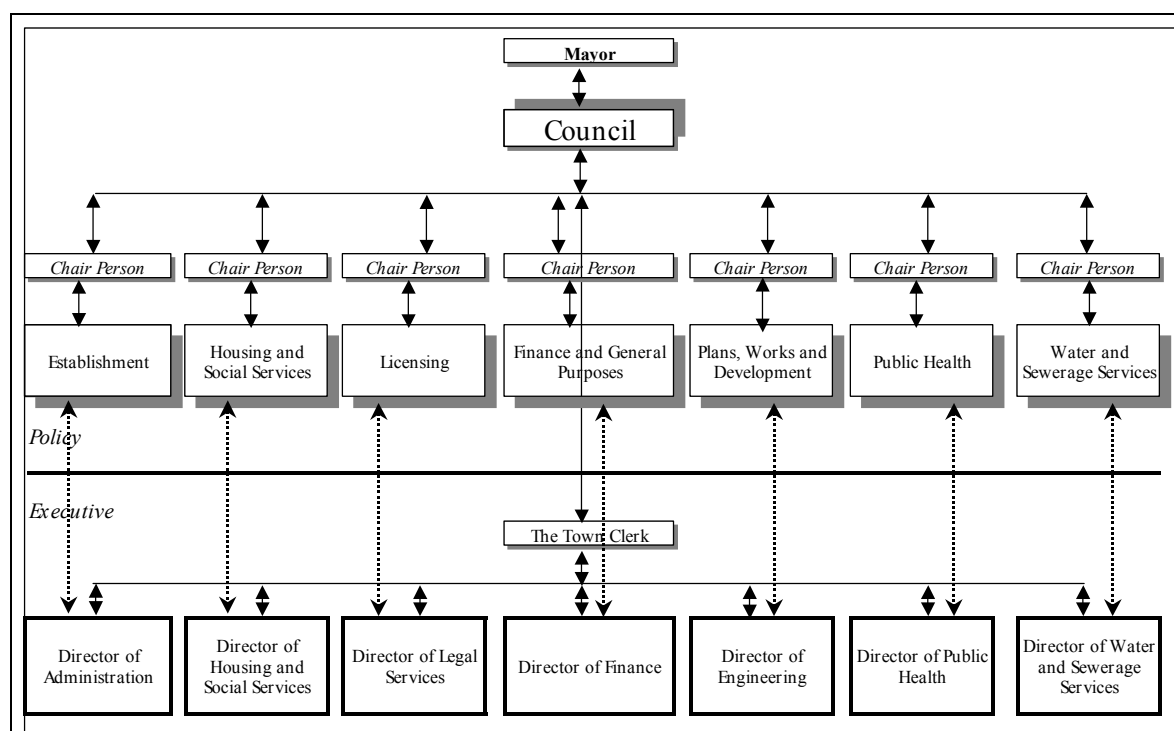 Mayor
Council
Chair Person
Chair Person
Chair Person
Chair Person
Chair Person
Chair Person
Chair Person
Establishment
Housing and
Social Services
Licensing
Finance and General
Purposes
Plans, Works and
Development
Public Health
Water and
Sewerage Services
Policy
Executive
The Town Clerk
Director of
Administration
Director of
Housing and
Social Services
Director of Legal
Services
Director of Finance
Director of
Engineering
Director of Public
Health
Director of Water
and Sewerage
Services